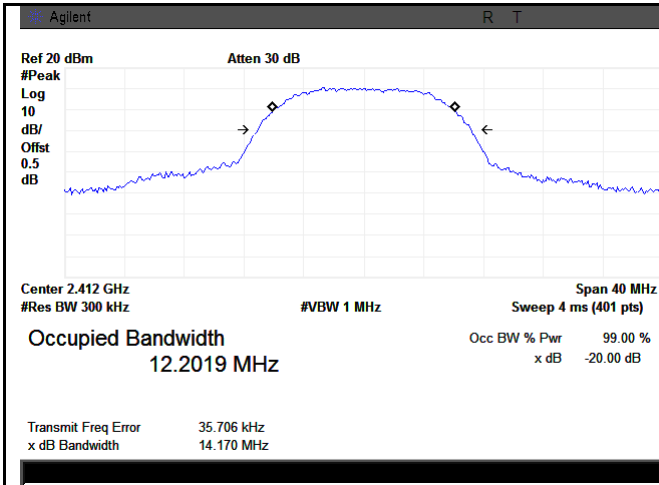 Agilent R T
Ref 20 dBm Atten 30 dB
#Peak
Log
10
dB/
Offst
0.5
dB
Center 2.412 GHz Span 40 MHz
#Res BW 300 kHz #VBW 1 MHz Sweep 4 ms (401 pts)
Occupied Bandwidth Occ BW % Pwr 99.00 %
12.2019 MHz x dB -20.00 dB
Transmit Freq Error 35.706 kHz
x dB Bandwidth 14.170 MHz